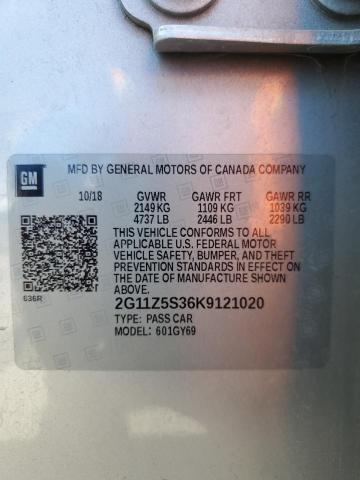 GM
MFD BY GENERAL MOTORS OF CANADA COMPANY
10/18 GVWR GAWR FRT GAWR RR
2149 KG 1109 KG 1039 KG
4737 LB 2446 LB 2290 LB
THIS VEHICLE CONFORMS TO ALL
APPLICABLE U.S. FEDERAL MOTOR
VEHICLE SAFETY, BUMPER, AND THEFT
PREVENTION STANDARDS IN EFFECT ON
THE DATE OF MANUFACTURE SHOWN
ABOVE.
636R
2G11Z5S36K9121020
TYPE: PASS CAR
MODEL: 601GY69